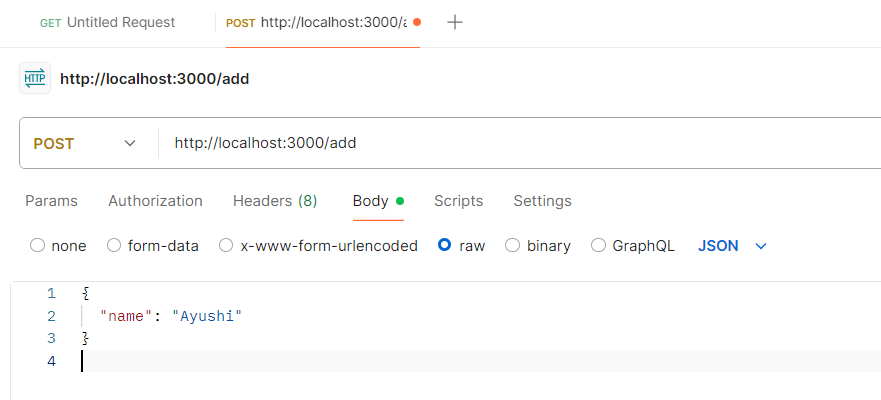 GET Untitled Request POST http://localhost:3000/a
HTTP http://localhost:3000/add
POST http://localhost:3000/add
Params Authorization Headers (8) Body Scripts Settings
none form-data x-www-form-urlencoded raw binary GraphQL JSON
1 {
2 "name": "Ayushi"
3 }
4